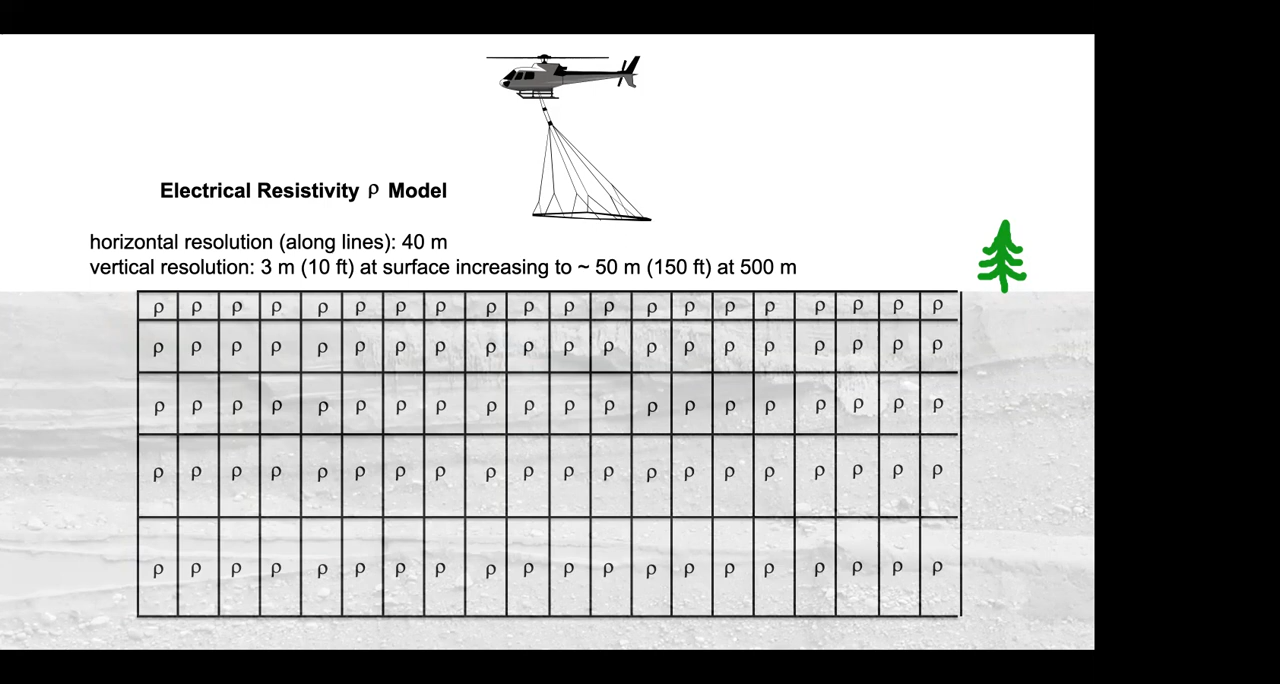 Electrical Resistivity ρ Model
horizontal resolution (along lines): 40 m
vertical resolution: 3 m (10 ft) at surface increasing to ~ 50 m (150 ft) at 500 m
ρ ρ ρ ρ ρ ρ ρ ρ ρ ρ ρ ρ ρ ρ ρ ρ ρ ρ ρ ρ
ρ ρ ρ ρ ρ ρ ρ ρ ρ ρ ρ ρ ρ ρ ρ ρ ρ ρ ρ ρ
ρ ρ ρ ρ ρ ρ ρ ρ ρ ρ ρ ρ ρ ρ ρ ρ ρ ρ ρ ρ
ρ ρ ρ ρ ρ ρ ρ ρ ρ ρ ρ ρ ρ ρ ρ ρ ρ ρ ρ ρ
ρ ρ ρ ρ ρ ρ ρ ρ ρ ρ ρ ρ ρ ρ ρ ρ ρ ρ ρ ρ